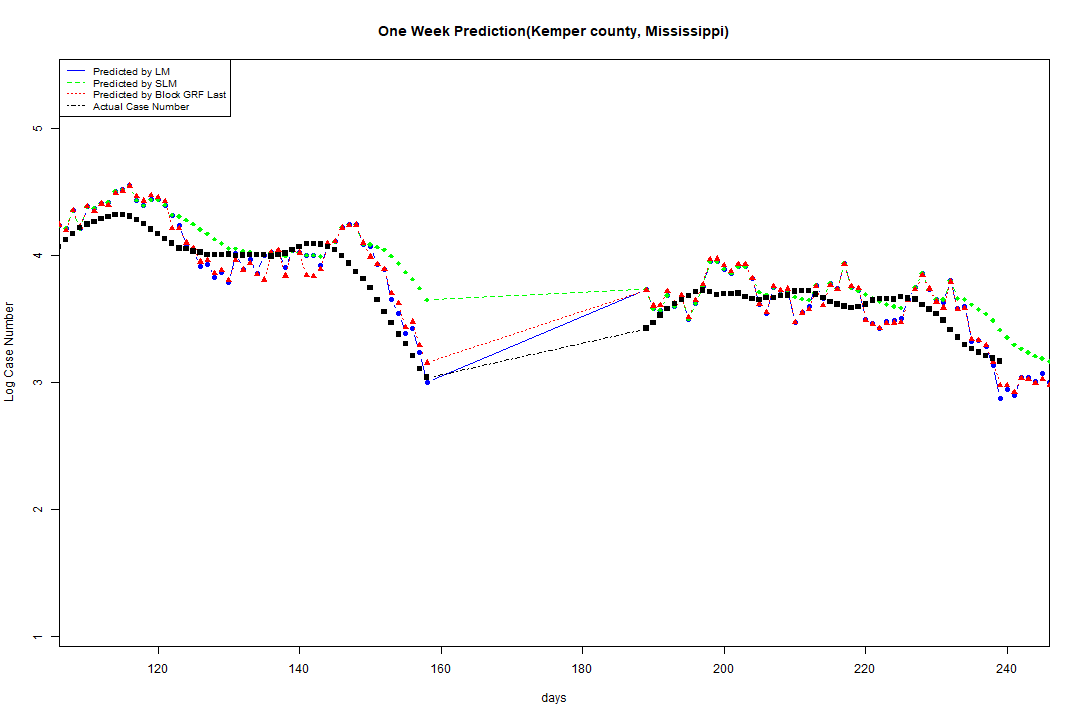 One Week Prediction(Kemper county, Mississippi)
Predicted by LM
Predicted by SLM
Predicted by Block GRF Last
Actual Case Number
5
4
3
2
1
Log Case Number
120 140 160 180 200 220 240
days